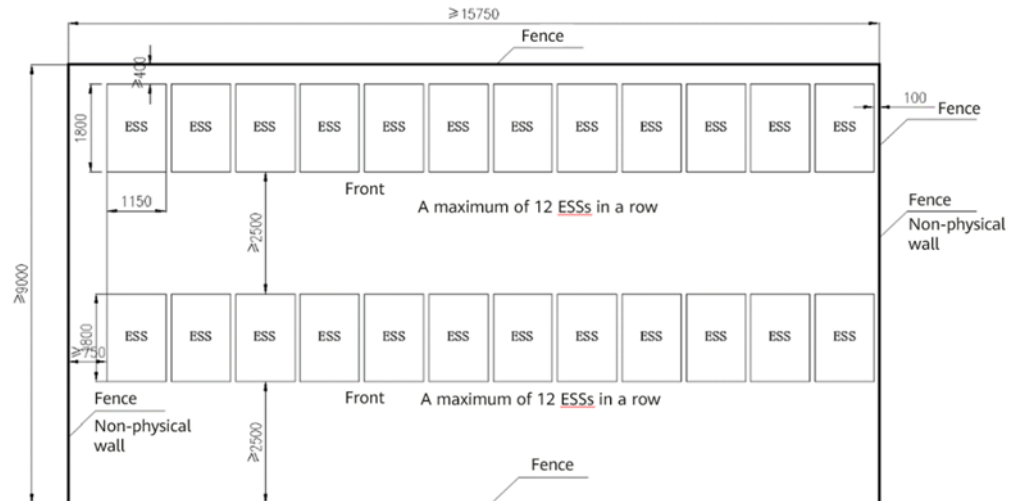 ≥15750
Fence
≥400
ESS ESS ESS ESS ESS ESS ESS ESS ESS ESS ESS ESS
1800
100
Fence
1150
Front
A maximum of 12 ESSs in a row
Fence
Non-physical
wall
≥2500
≥9000
ESS ESS ESS ESS ESS ESS ESS ESS ESS ESS ESS ESS
1800
≥750
Front
A maximum of 12 ESSs in a row
Fence
Non-physical
wall
≥2500
Fence